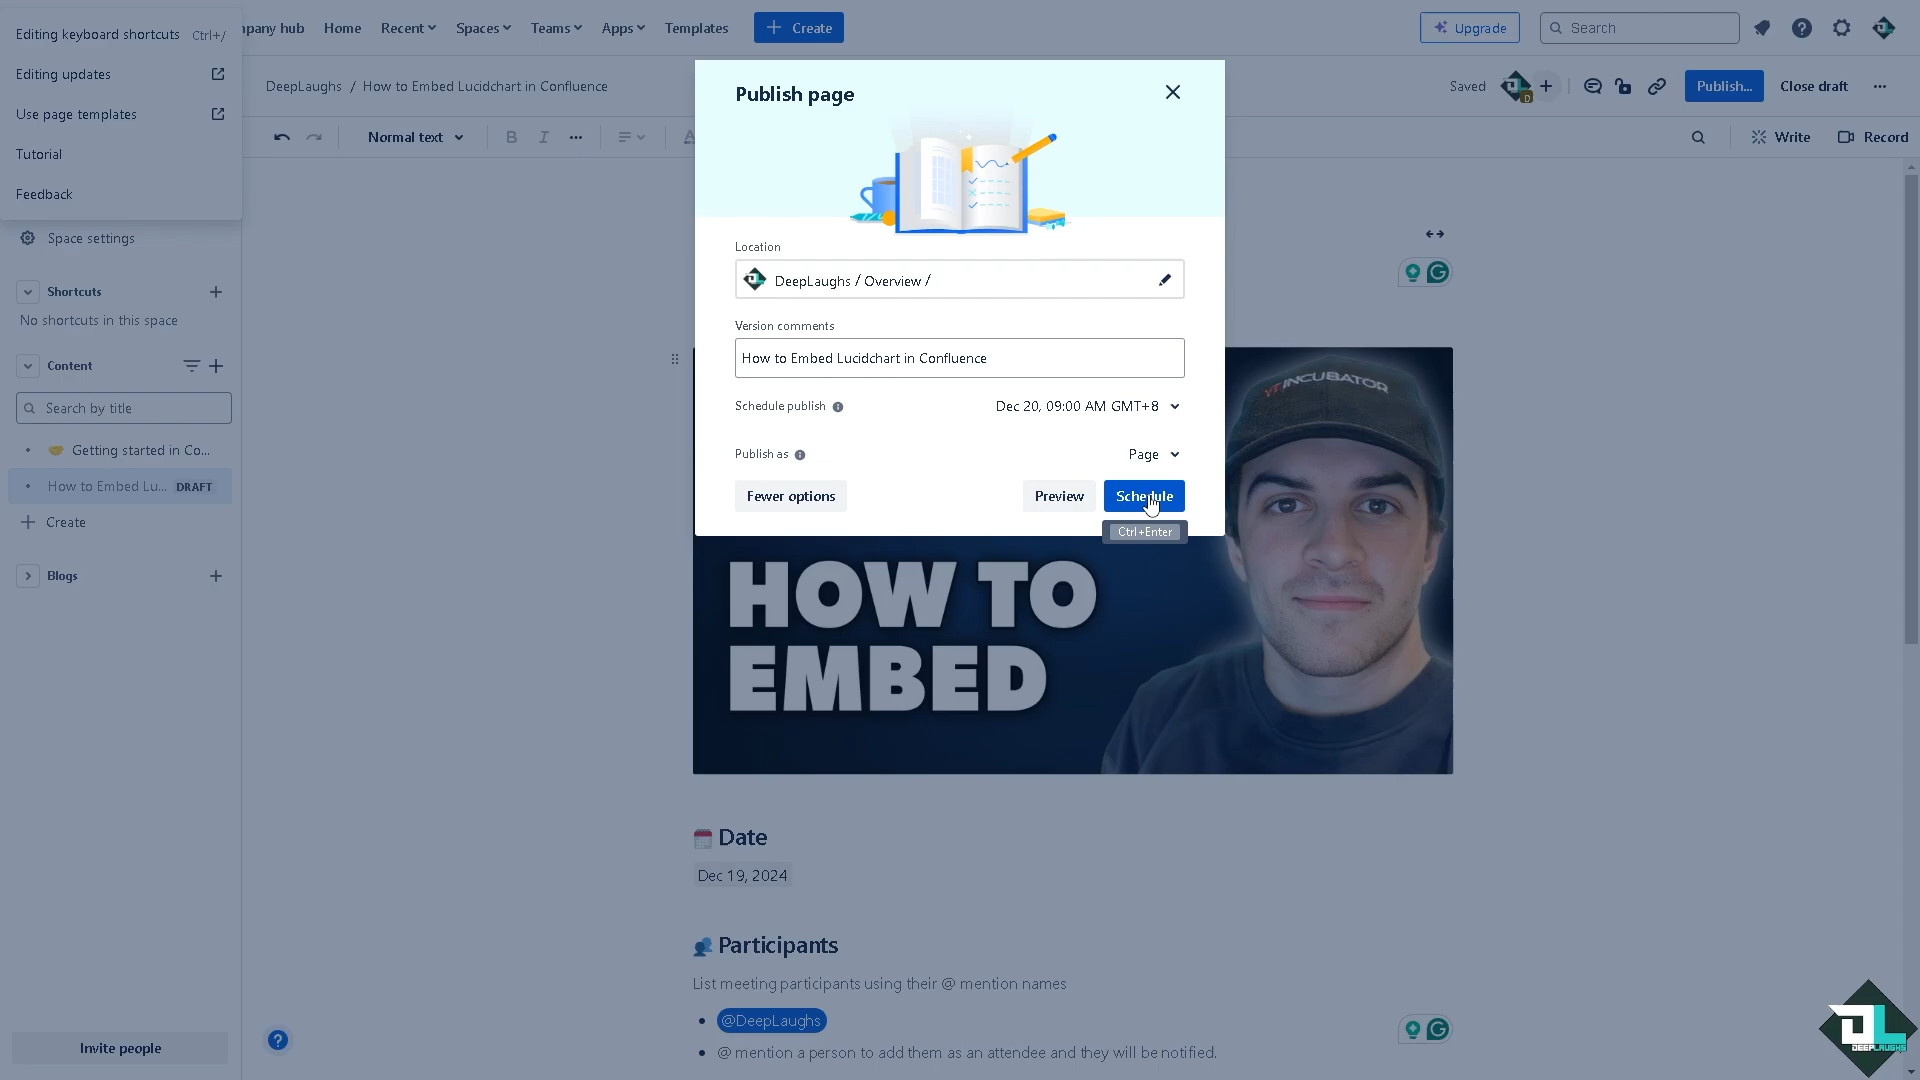 Editing keyboard shortcuts Ctrl+/
Editing updates
Use page templates
Tutorial
Feedback
mpany hub Home Recent Spaces Teams Apps Templates Create
Upgrade Search
DeepLaughs / How to Embed Lucidchart in Confluence
Saved Publish... Close draft
Normal text B I A
Write Record
Space settings
Shortcuts
No shortcuts in this space
Content
Search by title
Getting started in Co...
How to Embed Lu... DRAFT
Create
Blogs
Invite people
Publish page
Location
DeepLaughs / Overview /
Version comments
How to Embed Lucidchart in Confluence
Schedule publish Dec 20, 09:00 AM GMT+8
Publish as Page
Fewer options Preview Schedule
Ctrl+Enter
YT INCUBATOR
HOW TO
EMBED
Date
Dec 19, 2024
Participants
List meeting participants using their @ mention names
@DeepLaughs
@ mention a person to add them as an attendee and they will be notified.
DEEPLAUGHS